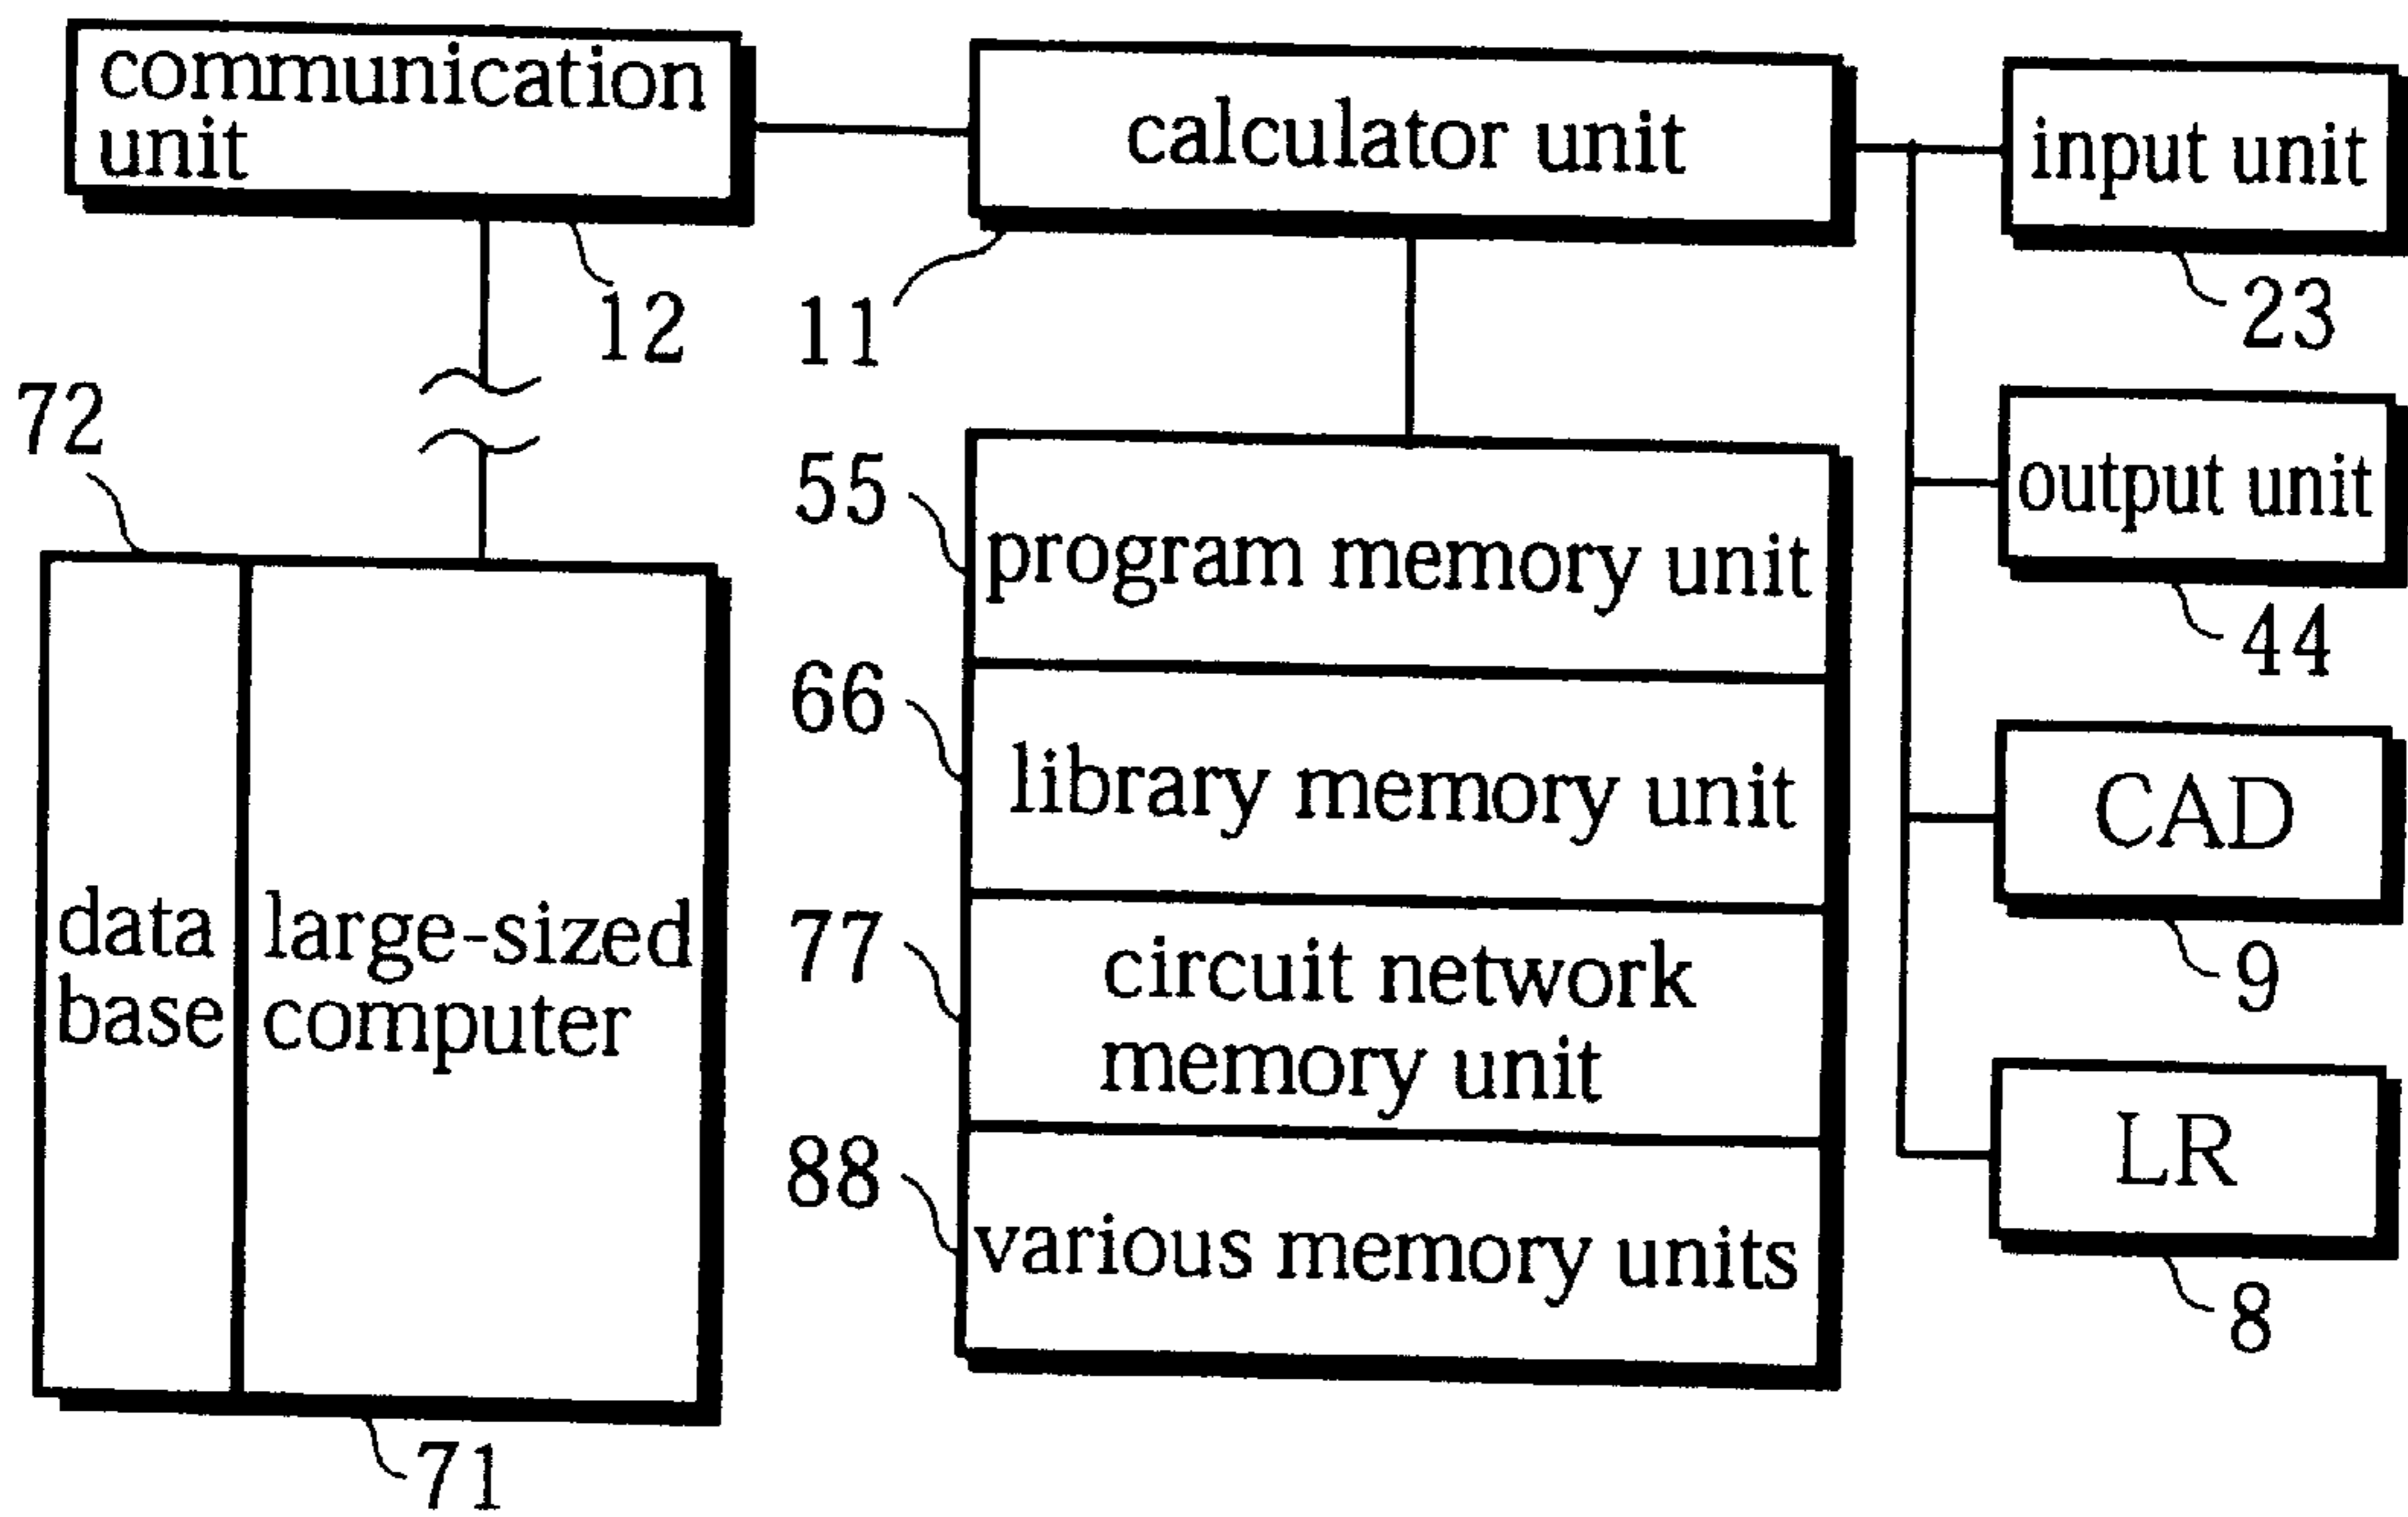 communication
unit
calculator unit
input unit
12
11
23
72
55
program memory unit
output unit
44
66
library memory unit
CAD
9
data
base
large-sized
computer
77
circuit network
memory unit
88
various memory units
LR
8
71